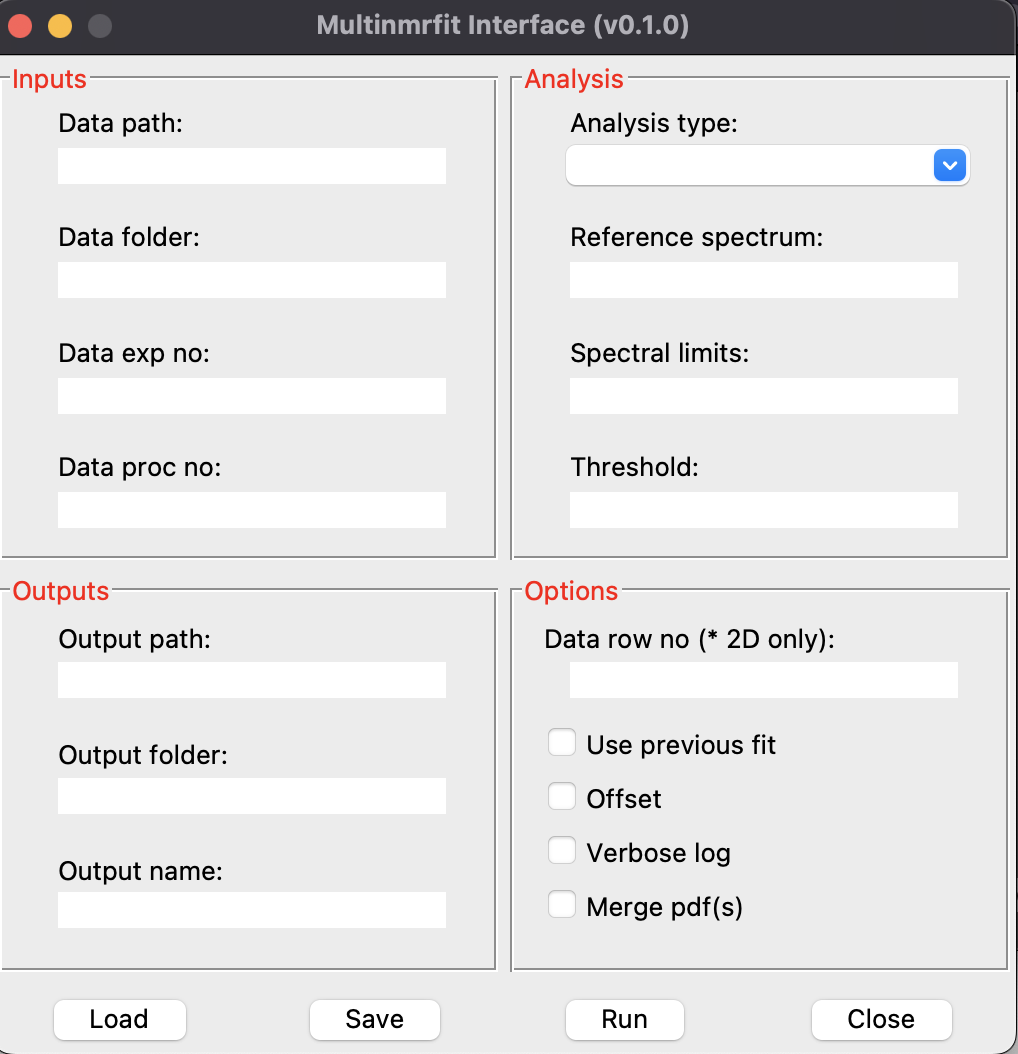 Multinmrfit Interface (v0.1.0)
Inputs
Data path:
Data folder:
Data exp no:
Data proc no:
Analysis
Analysis type:
Reference spectrum:
Spectral limits:
Threshold:
Outputs
Output path:
Output folder:
Output name:
Options
Data row no (* 2D only):
Use previous fit
Offset
Verbose log
Merge pdf(s)
Load
Save
Run
Close